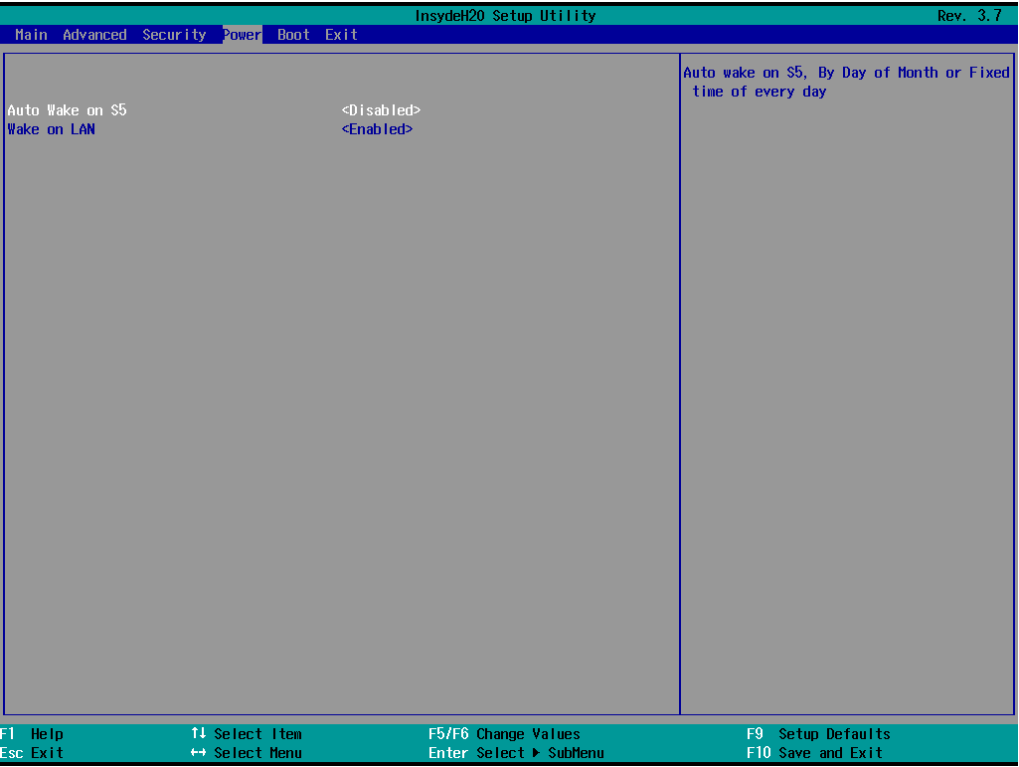 InsydeH20 Setup Utility Rev. 3.7
Main Advanced Security Power Boot Exit
Auto wake on S5, By Day of Month or Fixed
time of every day
Auto Wake on S5 <Disabled>
Wake on LAN <Enabled>
F1 Help ↑↓ Select Item F5/F6 Change Values F9 Setup Defaults
Esc Exit ↔ Select Menu Enter Select ▶ SubMenu F10 Save and Exit